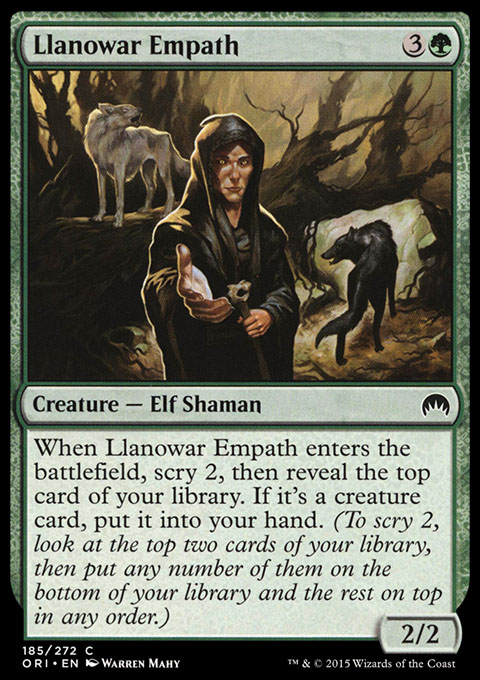 Llanowar Empath 3
Creature — Elf Shaman
When Llanowar Empath enters the
battlefield, scry 2, then reveal the top
card of your library. If it's a creature
card, put it into your hand. (To scry 2,
look at the top two cards of your library,
then put any number of them on the
bottom of your library and the rest on top
in any order.)
2/2
185/272 C
ORI • EN Warren Mahy
™ & © 2015 Wizards of the Coast